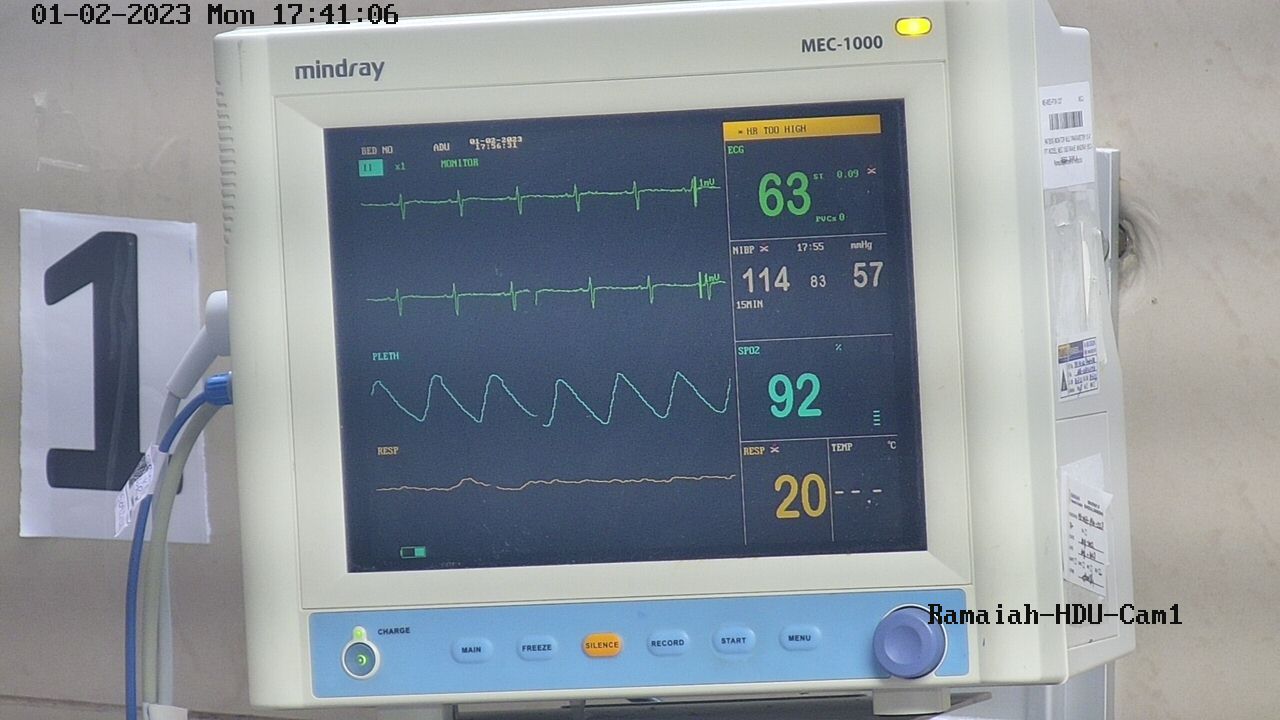 01-02-2023 Mon 17:41:06
mindray
MEC-1000
BED NO
ADU
01-02-2023
17:56:31
II
x1
MONITOR
1mV
1mV
PLETH
RESP
* HR TOO HIGH
ECG
63
ST 0.09
PVCs 0
NIBP
17:55
mmHg
114 83 57
15MIN
SPO2
%
92
RESP
20
TEMP
°C
- - -
1
CHARGE
MAIN
FREEZE
SILENCE
RECORD
START
MENU
Ramaiah-HDU-Cam1